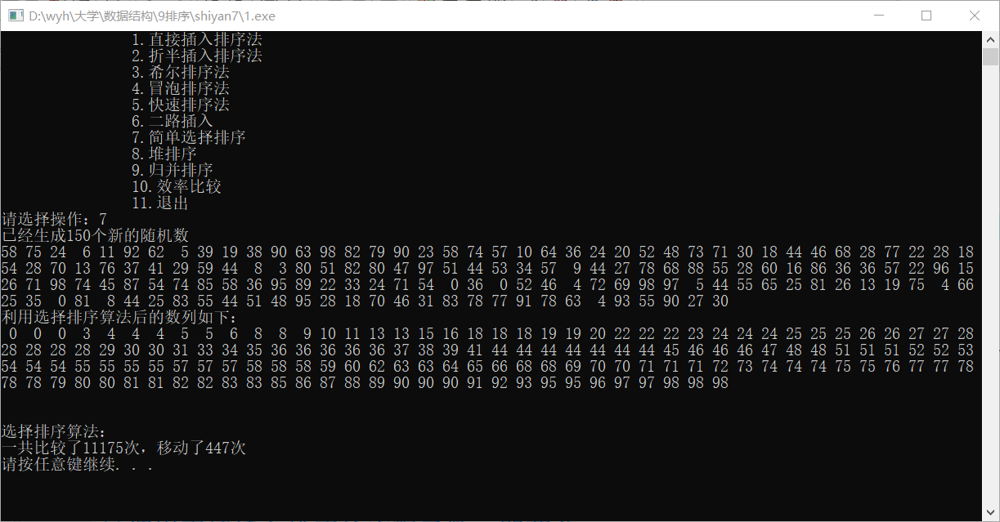 D:\wyh\大学\数据结构\9排序\shiyan7\1.exe
1.直接插入排序法
2.折半插入排序法
3.希尔排序法
4.冒泡排序法
5.快速排序法
6.二路插入
7.简单选择排序
8.堆排序
9.归并排序
10.效率比较
11.退出
请选择操作：7
已经生成150个新的随机数
58 75 24  6 11 92 62  5 39 19 38 90 63 98 82 79 90 23 58 74 57 10 64 36 24 20 52 48 73 71 30 18 44 46 68 28 77 22 28 18
54 28 70 13 76 37 41 29 59 44  8  3 80 51 82 80 47 97 51 44 53 34 57  9 44 27 78 68 88 55 28 60 16 86 36 36 57 22 96 15
26 71 98 74 45 87 54 74 85 58 36 95 89 22 33 24 71 54  0 36  0 52 46  4 72 69 98 97  5 44 55 65 25 81 26 13 19 75  4 66
25 35  0 81  8 44 25 83 55 44 51 48 95 28 18 70 46 31 83 78 77 91 78 63  4 93 55 90 27 30
利用选择排序算法后的数列如下：
0  0  0  3  4  4  4  5  5  6  8  8  9 10 11 13 13 15 16 18 18 18 19 19 20 22 22 22 23 24 24 24 25 25 25 26 26 27 27 28
28 28 28 28 29 30 30 31 33 34 35 36 36 36 36 36 37 38 39 41 44 44 44 44 44 44 44 45 46 46 46 47 48 48 51 51 51 52 52 53
54 54 54 55 55 55 55 57 57 57 58 58 58 59 60 62 63 63 64 65 66 68 68 69 70 70 71 71 71 72 73 74 74 74 75 75 76 77 77 78
78 78 79 80 80 81 81 82 82 83 83 85 86 87 88 89 90 90 90 91 92 93 95 95 96 97 97 98 98 98
选择排序算法：
一共比较了11175次，移动了447次
请按任意键继续. . .